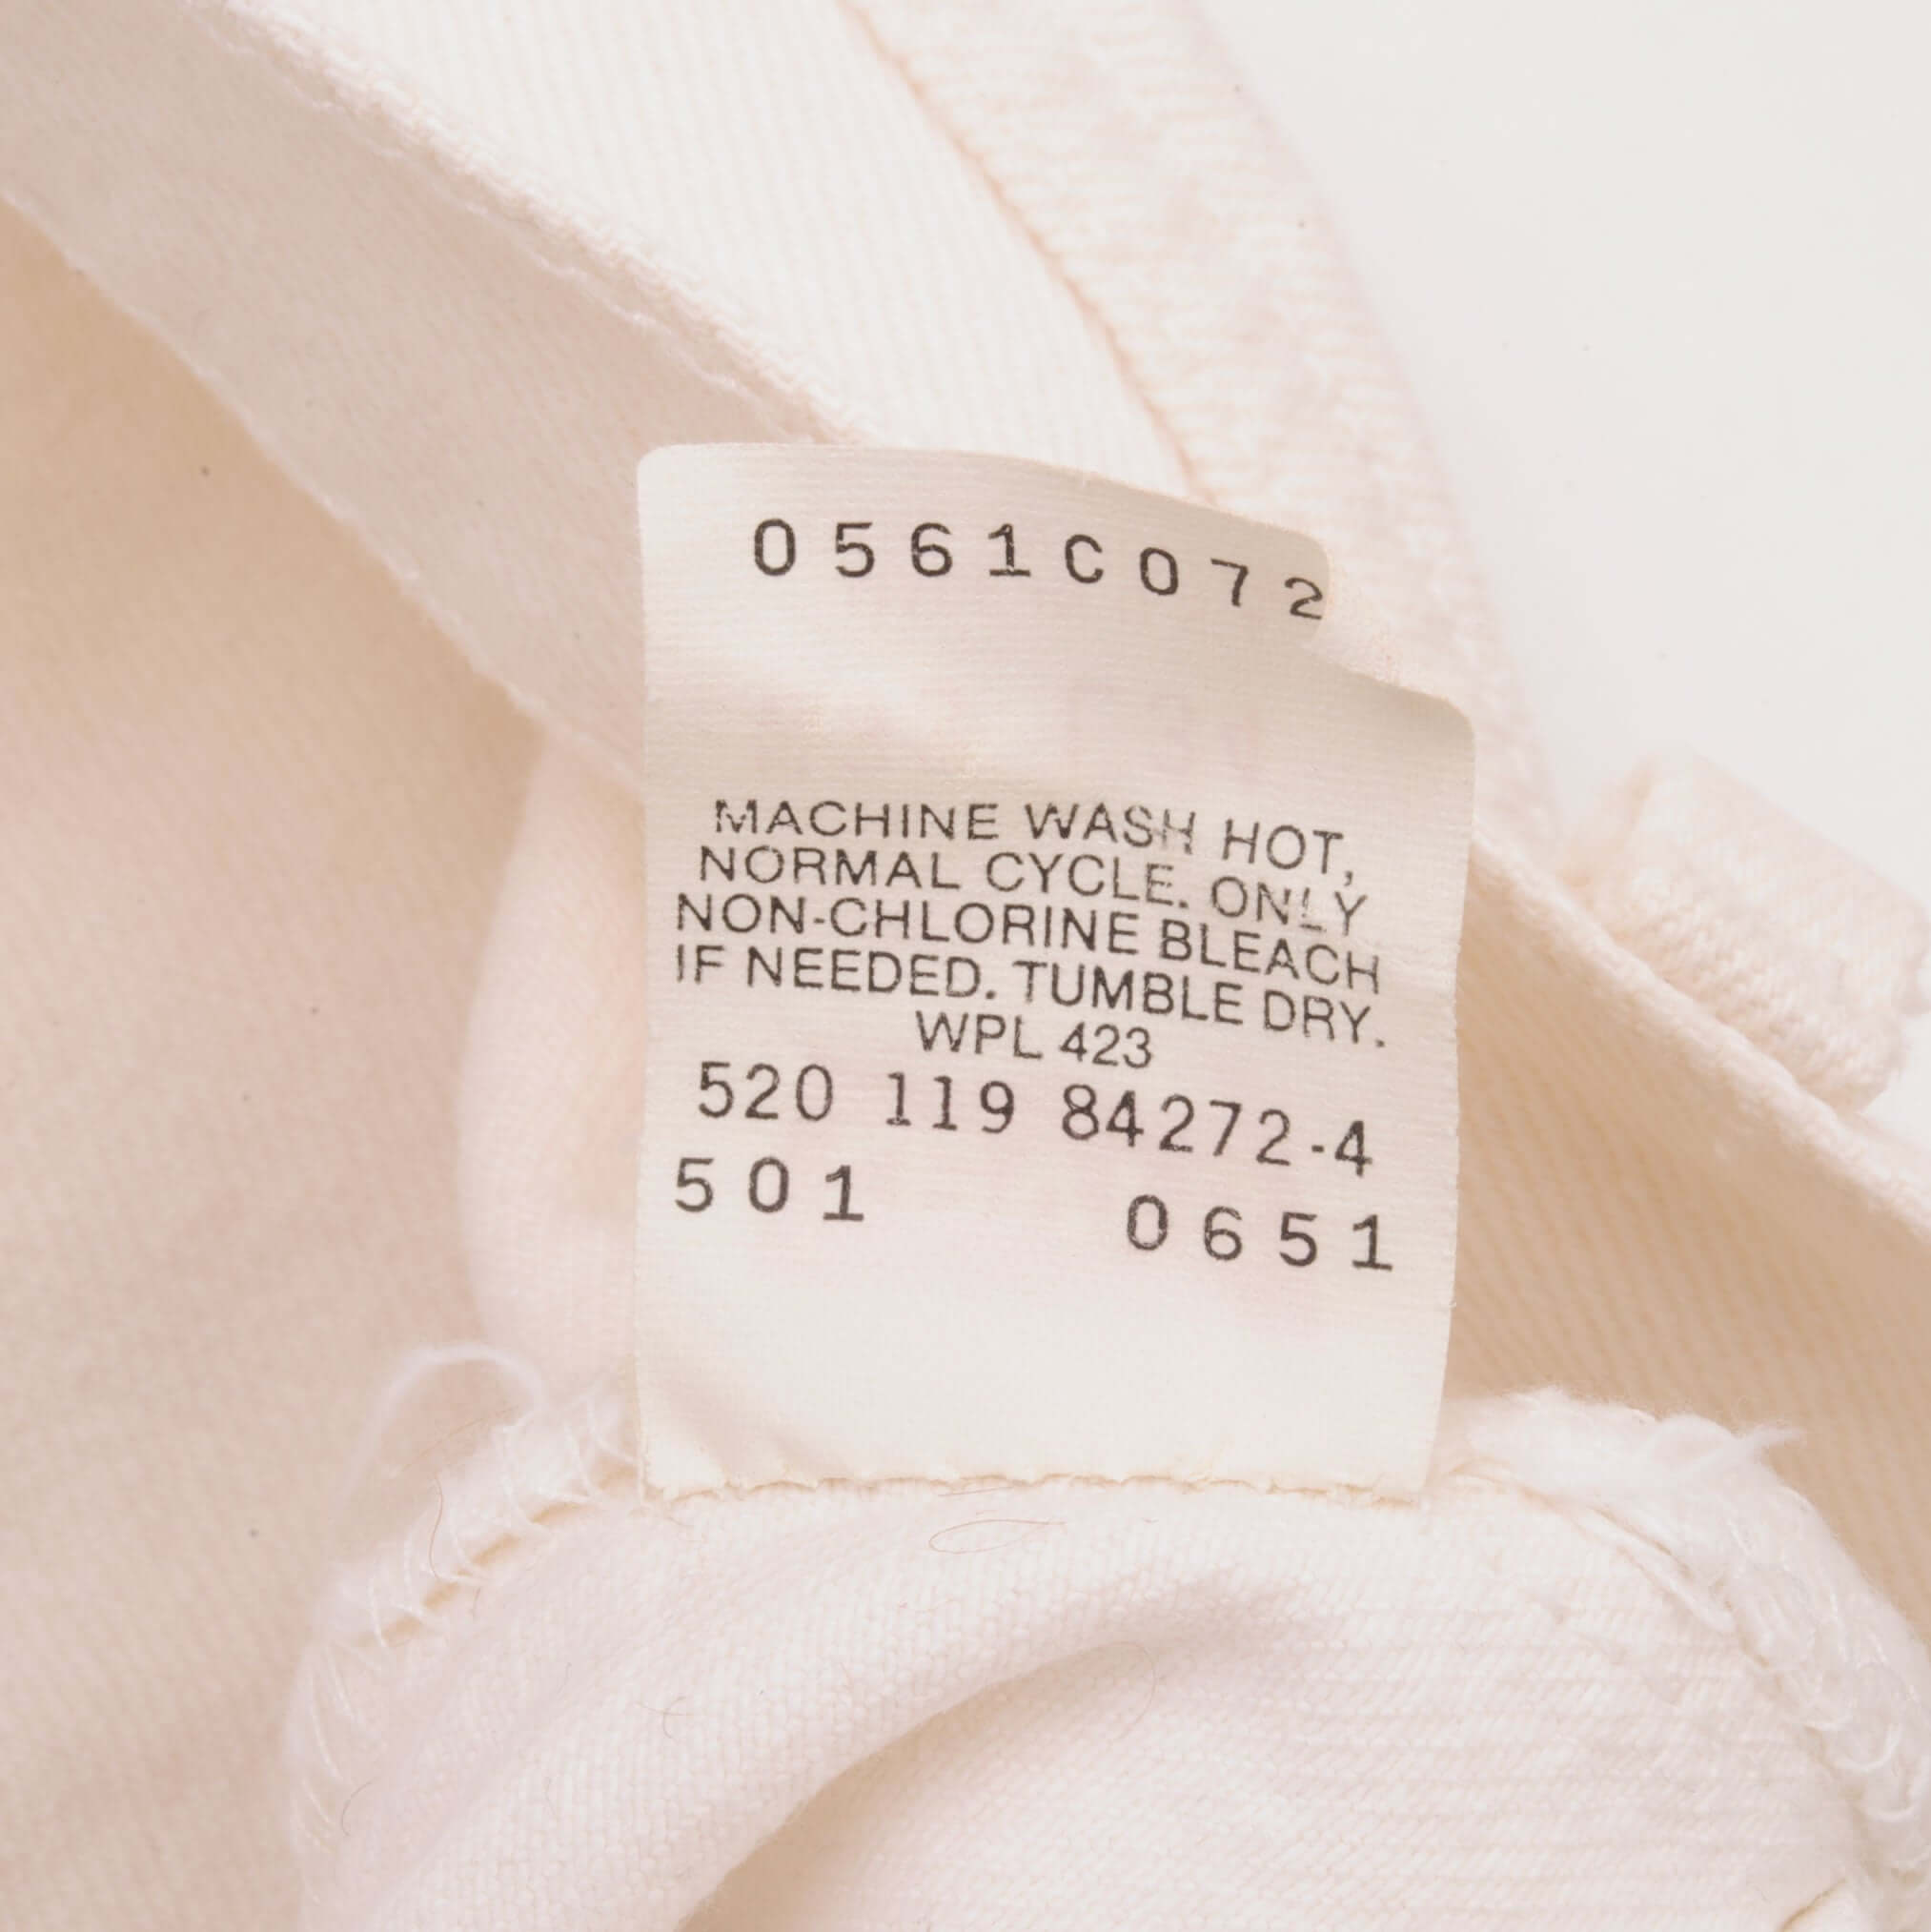 0561C072
MACHINE WASH HOT,
NORMAL CYCLE. ONLY
NON-CHLORINE BLEACH
IF NEEDED. TUMBLE DRY.
WPL 423
520 119 84272-4
501 0651